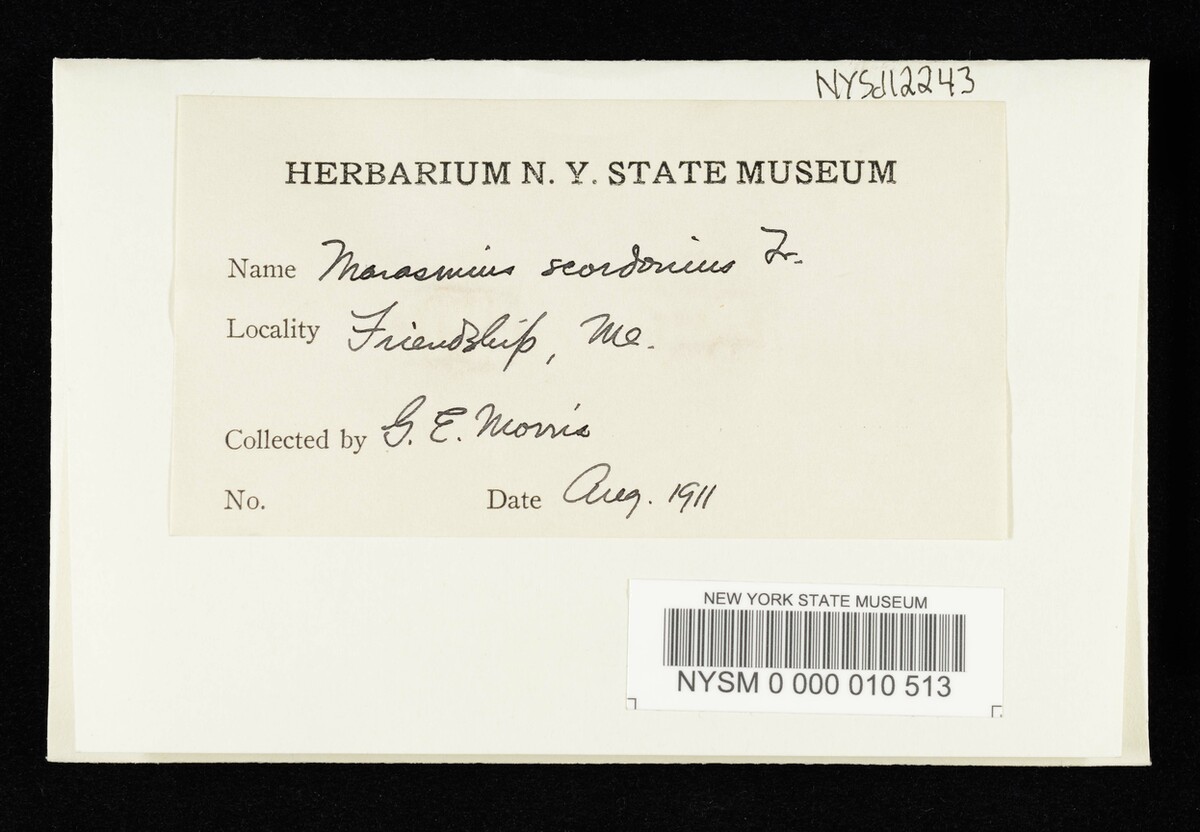 NYSd12243
HERBARIUM N. Y. STATE MUSEUM
Name Marasmius scordonius Fr.
Locality Friendship, Me.
Collected by G. E. Morris
No. Date Aug. 1911
NEW YORK STATE MUSEUM
NYSM 0 000 010 513